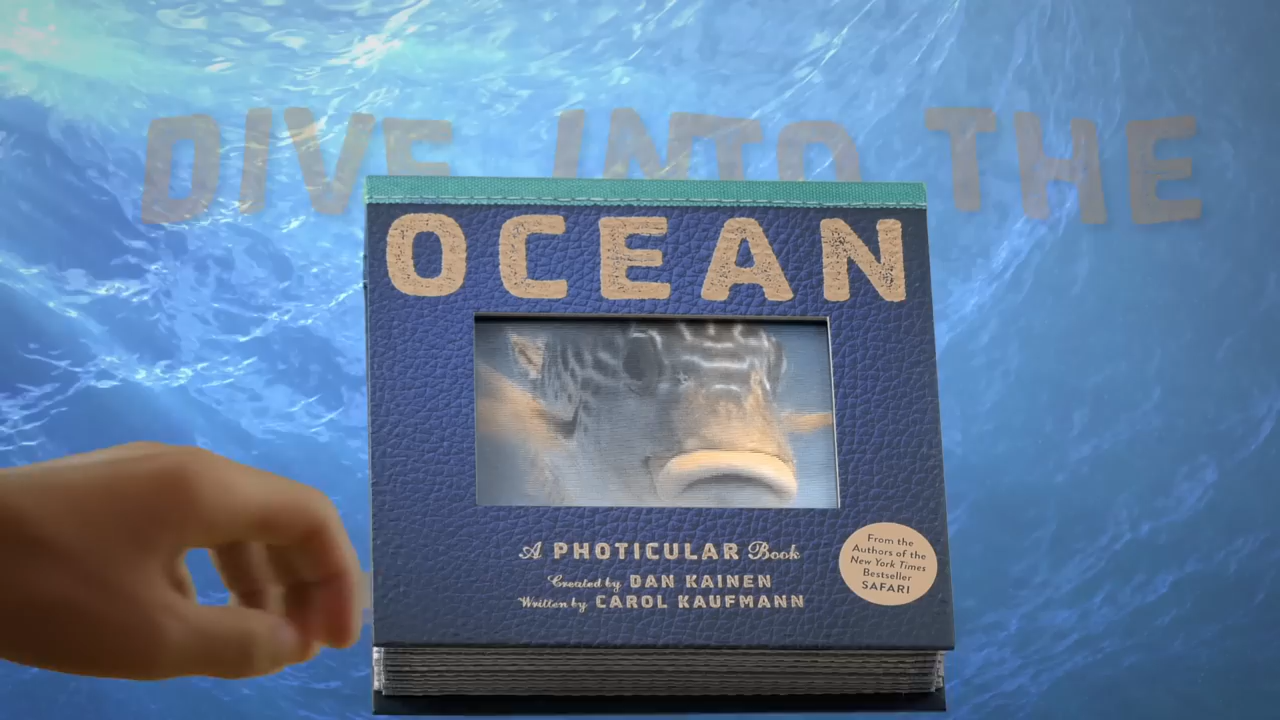 DIVE INTO THE
OCEAN
A PHOTICULAR Book
Created by DAN KAINEN
Written by CAROL KAUFMANN
From the
Authors of the
New York Times
Bestseller
SAFARI